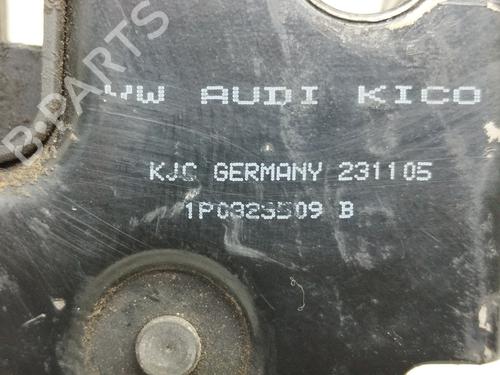 B-PARTS
VW AUDI KICO
KJC GERMANY 231105
1P0823509 B